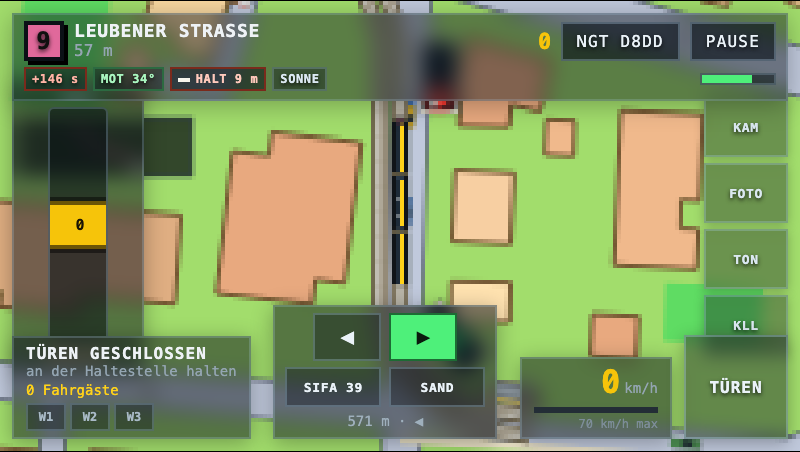 9 LEUBENER STRASSE
57 m
+146 s MOT 34° HALT 9 m SONNE
0 NGT D8DD PAUSE
0
KAM
FOTO
TON
KLL
TÜREN GESCHLOSSEN
an der Haltestelle halten
0 Fahrgäste
W1 W2 W3
◀ ▶
SIFA 39 SAND
571 m · ◀
0 km/h
70 km/h max
TÜREN